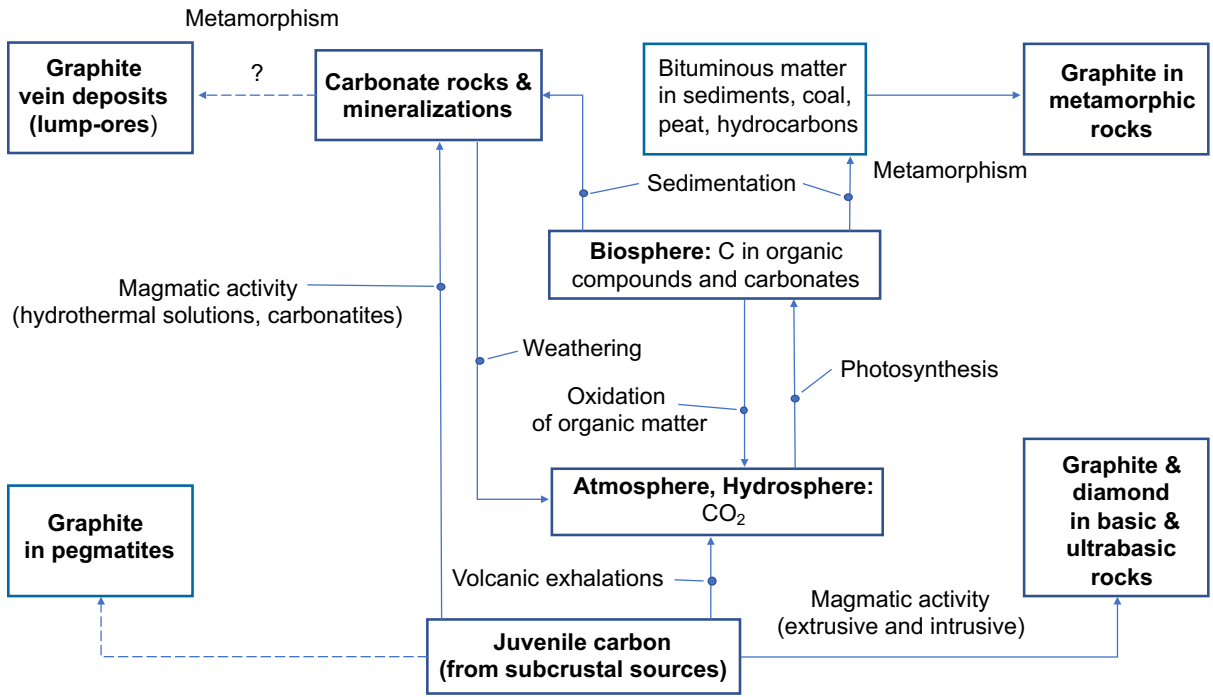 Metamorphism
Graphite
vein deposits
(lump-ores)
?
Carbonate rocks &
mineralizations
Bituminous matter
in sediments, coal,
peat, hydrocarbons
Graphite in
metamorphic
rocks
Sedimentation
Metamorphism
Biosphere: C in organic
compounds and carbonates
Magmatic activity
(hydrothermal solutions, carbonatites)
Weathering
Photosynthesis
Oxidation
of organic matter
Atmosphere, Hydrosphere:
CO₂
Graphite &
diamond
in basic &
ultrabasic
rocks
Graphite
in pegmatites
Volcanic exhalations
Magmatic activity
(extrusive and intrusive)
Juvenile carbon
(from subcrustal sources)